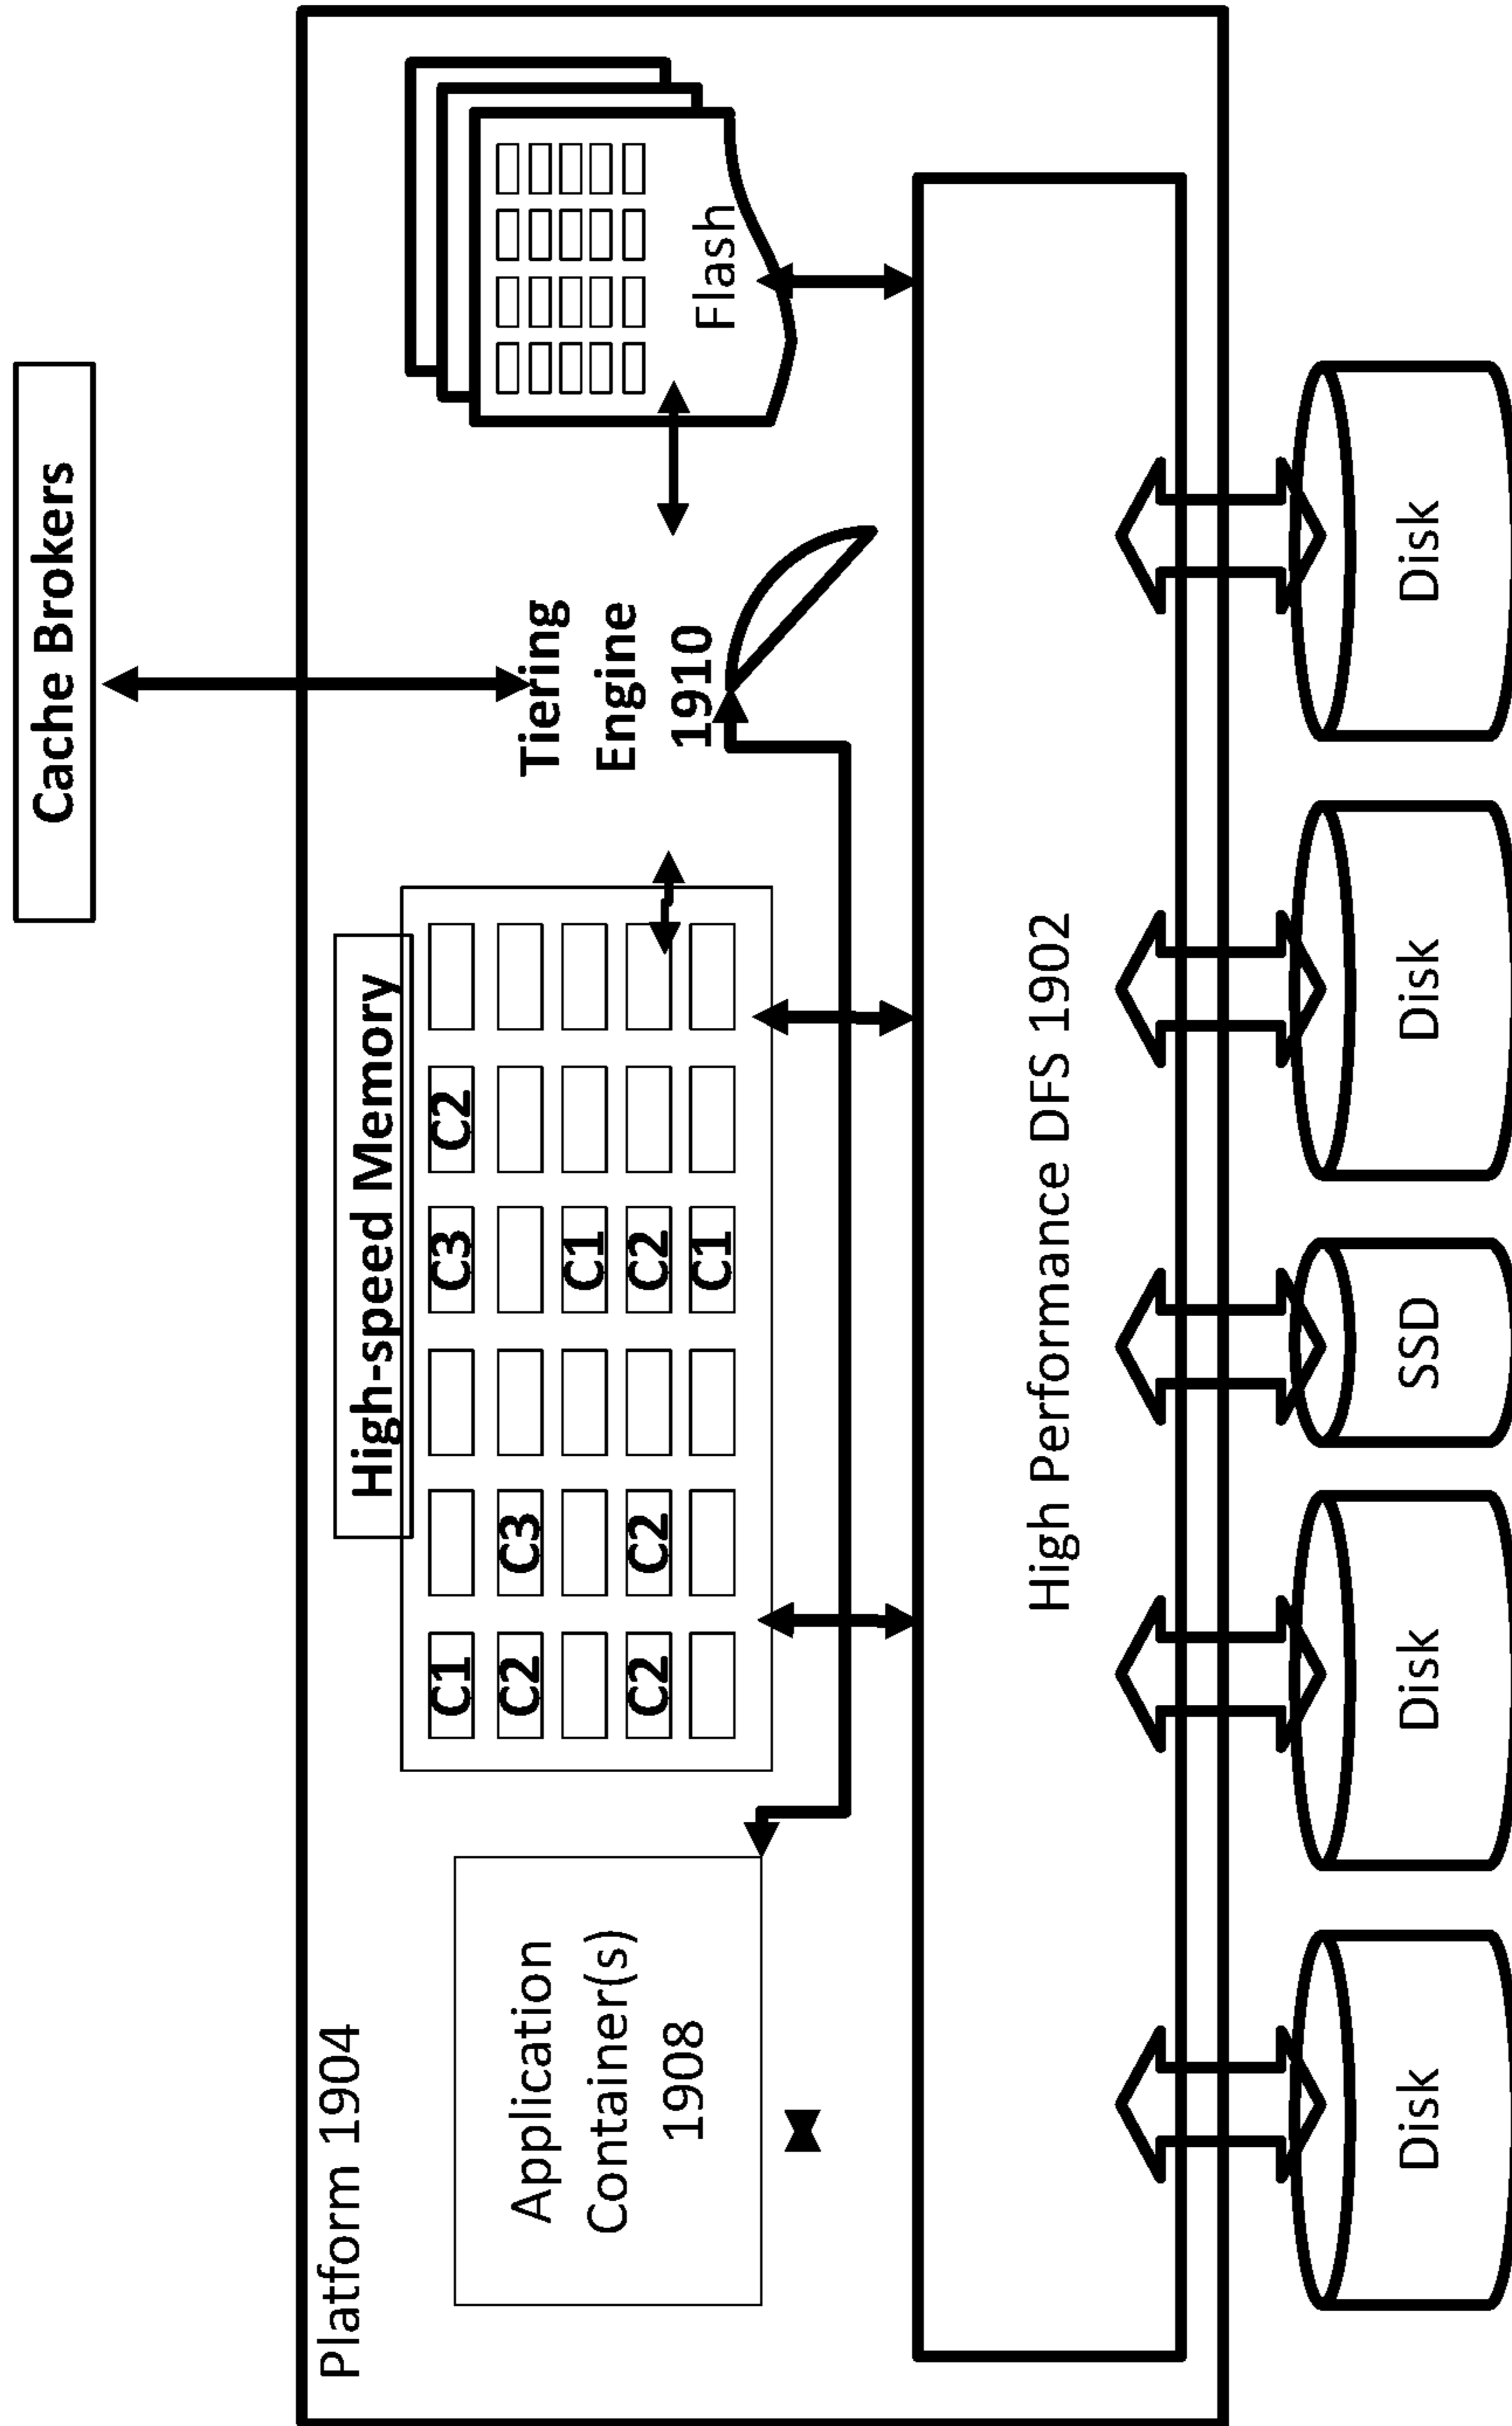 Cache Brokers
Platform 1904
High-speed Memory
C1 C3 C2
C2 C3
C1
C2 C2 C2
C1
Application
Container(s)
1908
Tiering
Engine
1910
Flash
High Performance DFS 1902
Disk
Disk
SSD
Disk
Disk